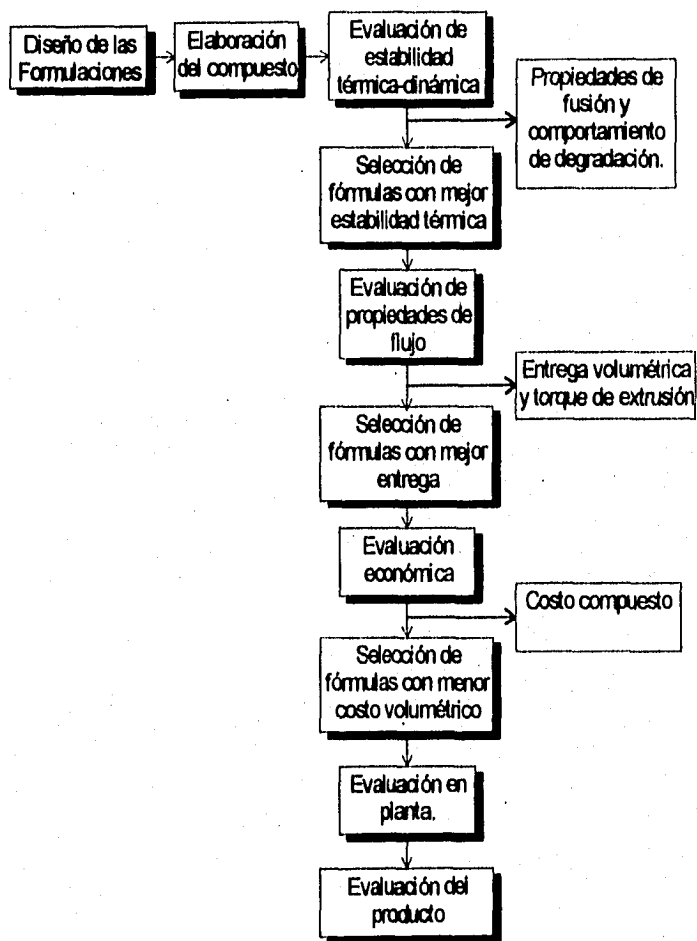 Diseño de las
Formulaciones
Elaboración
del compuesto
Evaluación de
estabilidad
térmica-dinámica
Propiedades de
fusión y
comportamiento
de degradación.
Selección de
fórmulas con mejor
estabilidad térmica
Evaluación de
propiedades de
flujo
Entrega volumétrica
y torque de extrusión
Selección de
fórmulas con mejor
entrega
Evaluación
económica
Costo compuesto
Selección de
fórmulas con menor
costo volumétrico
Evaluación en
planta.
Evaluación del
producto